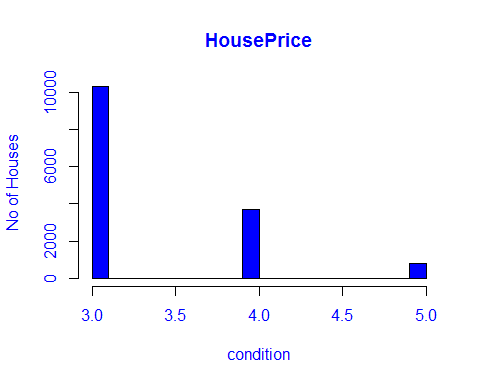 HousePrice
No of Houses
10000
6000
2000
0
3.0 3.5 4.0 4.5 5.0
condition